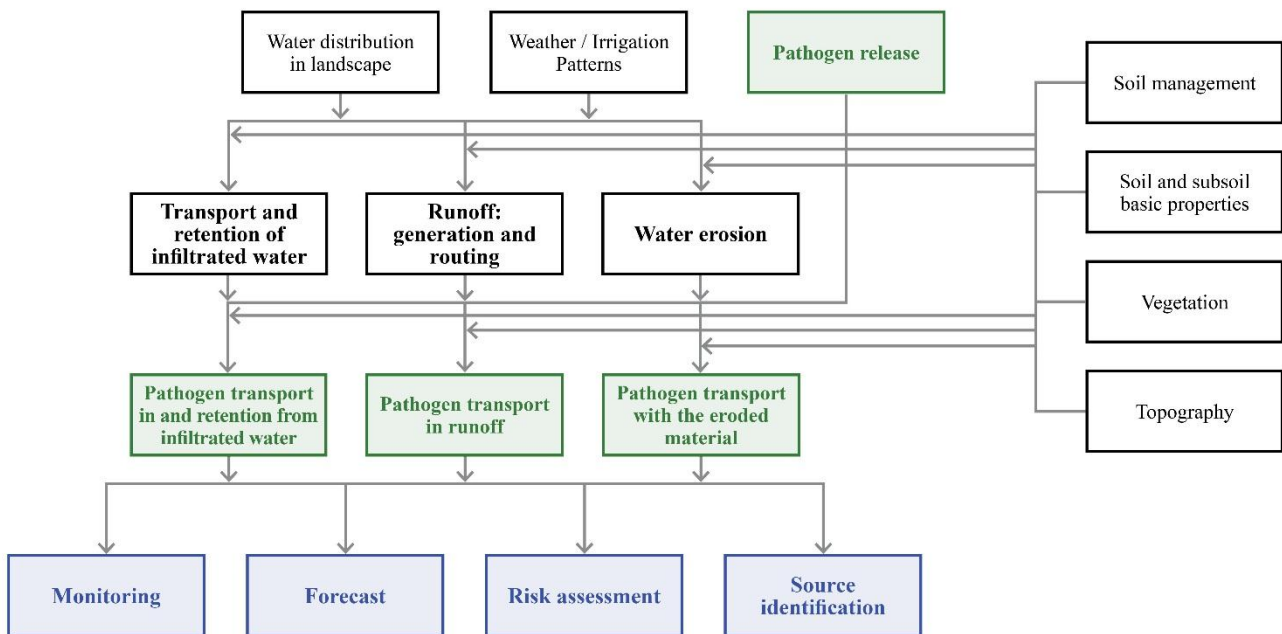 Water distribution
in landscape
Weather / Irrigation
Patterns
Pathogen release
Soil management
Soil and subsoil
basic properties
Vegetation
Topography
Transport and
retention of
infiltrated water
Runoff:
generation and
routing
Water erosion
Pathogen transport
in and retention from
infiltrated water
Pathogen transport
in runoff
Pathogen transport
with the eroded
material
Monitoring
Forecast
Risk assessment
Source
identification